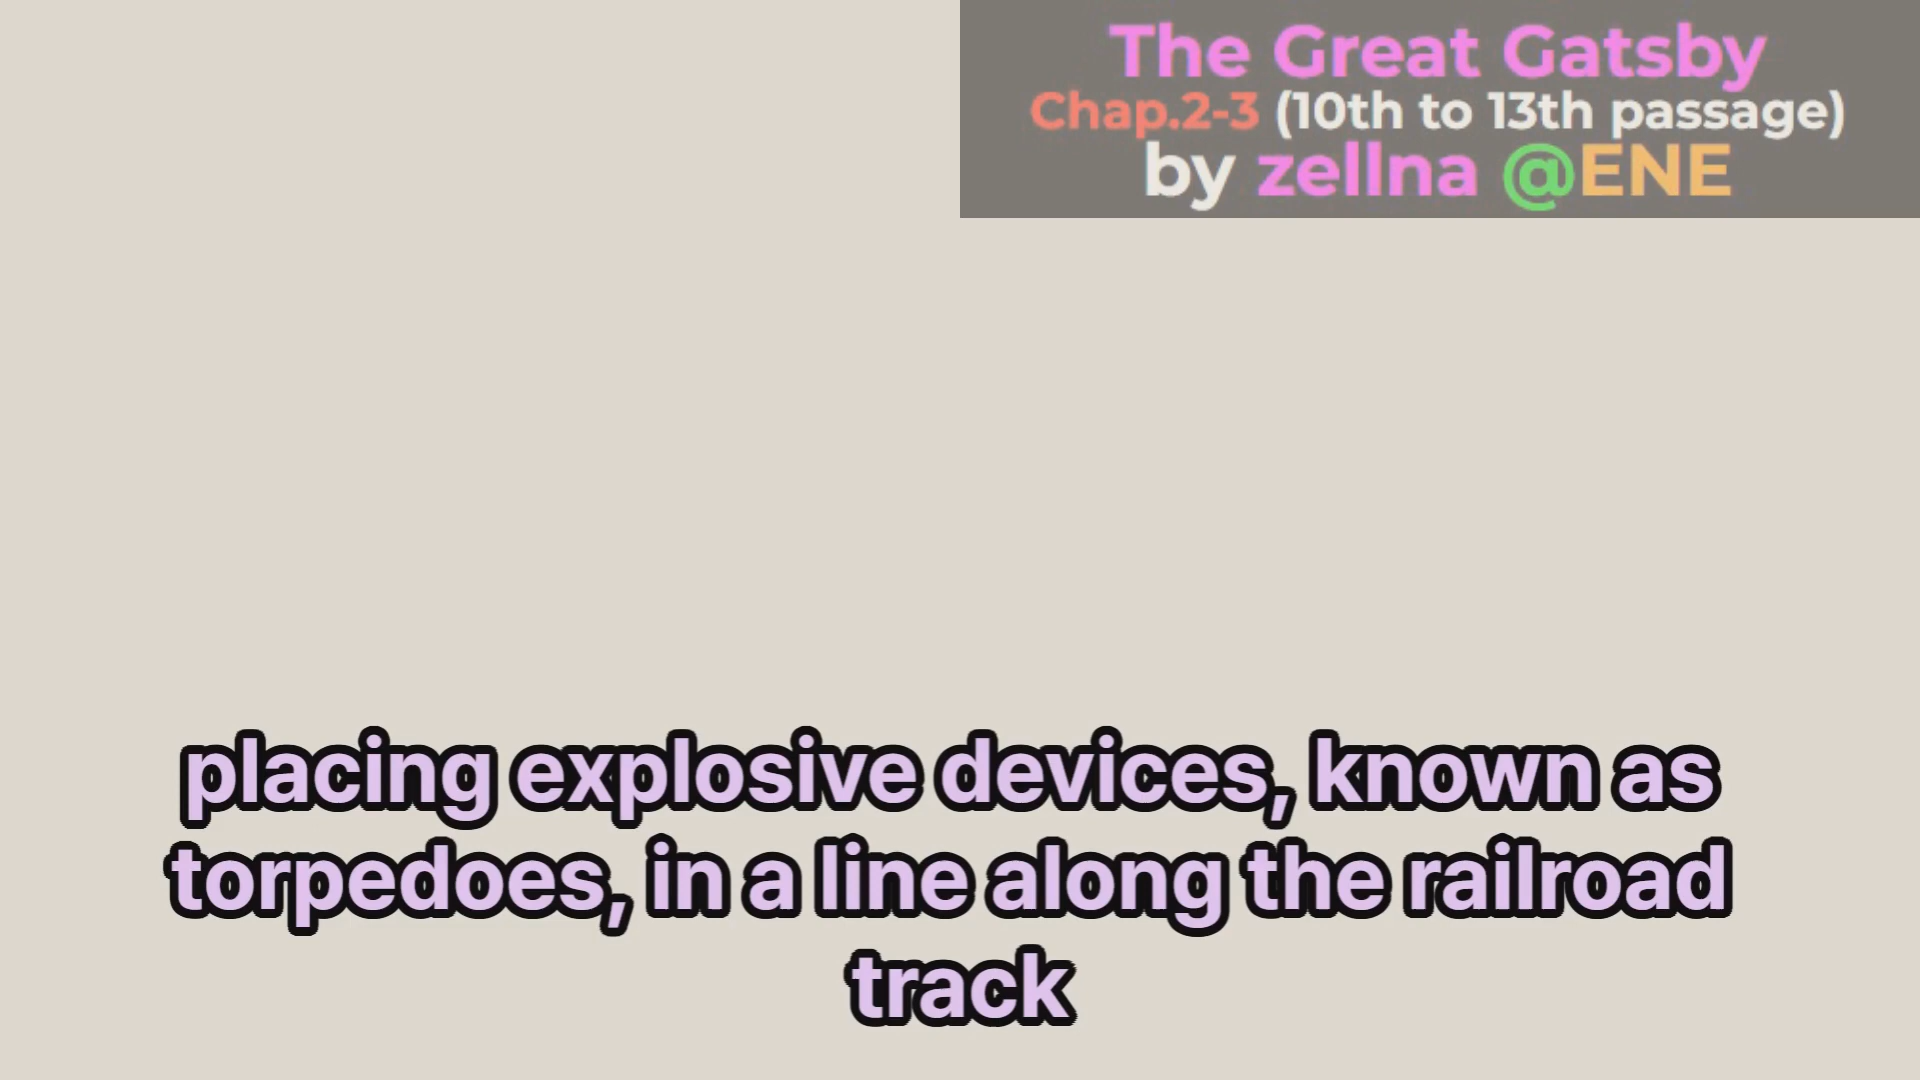 The Great Gatsby
Chap.2-3 (10th to 13th passage)
by zellna @ENE
placing explosive devices, known as
torpedoes, in a line along the railroad
track